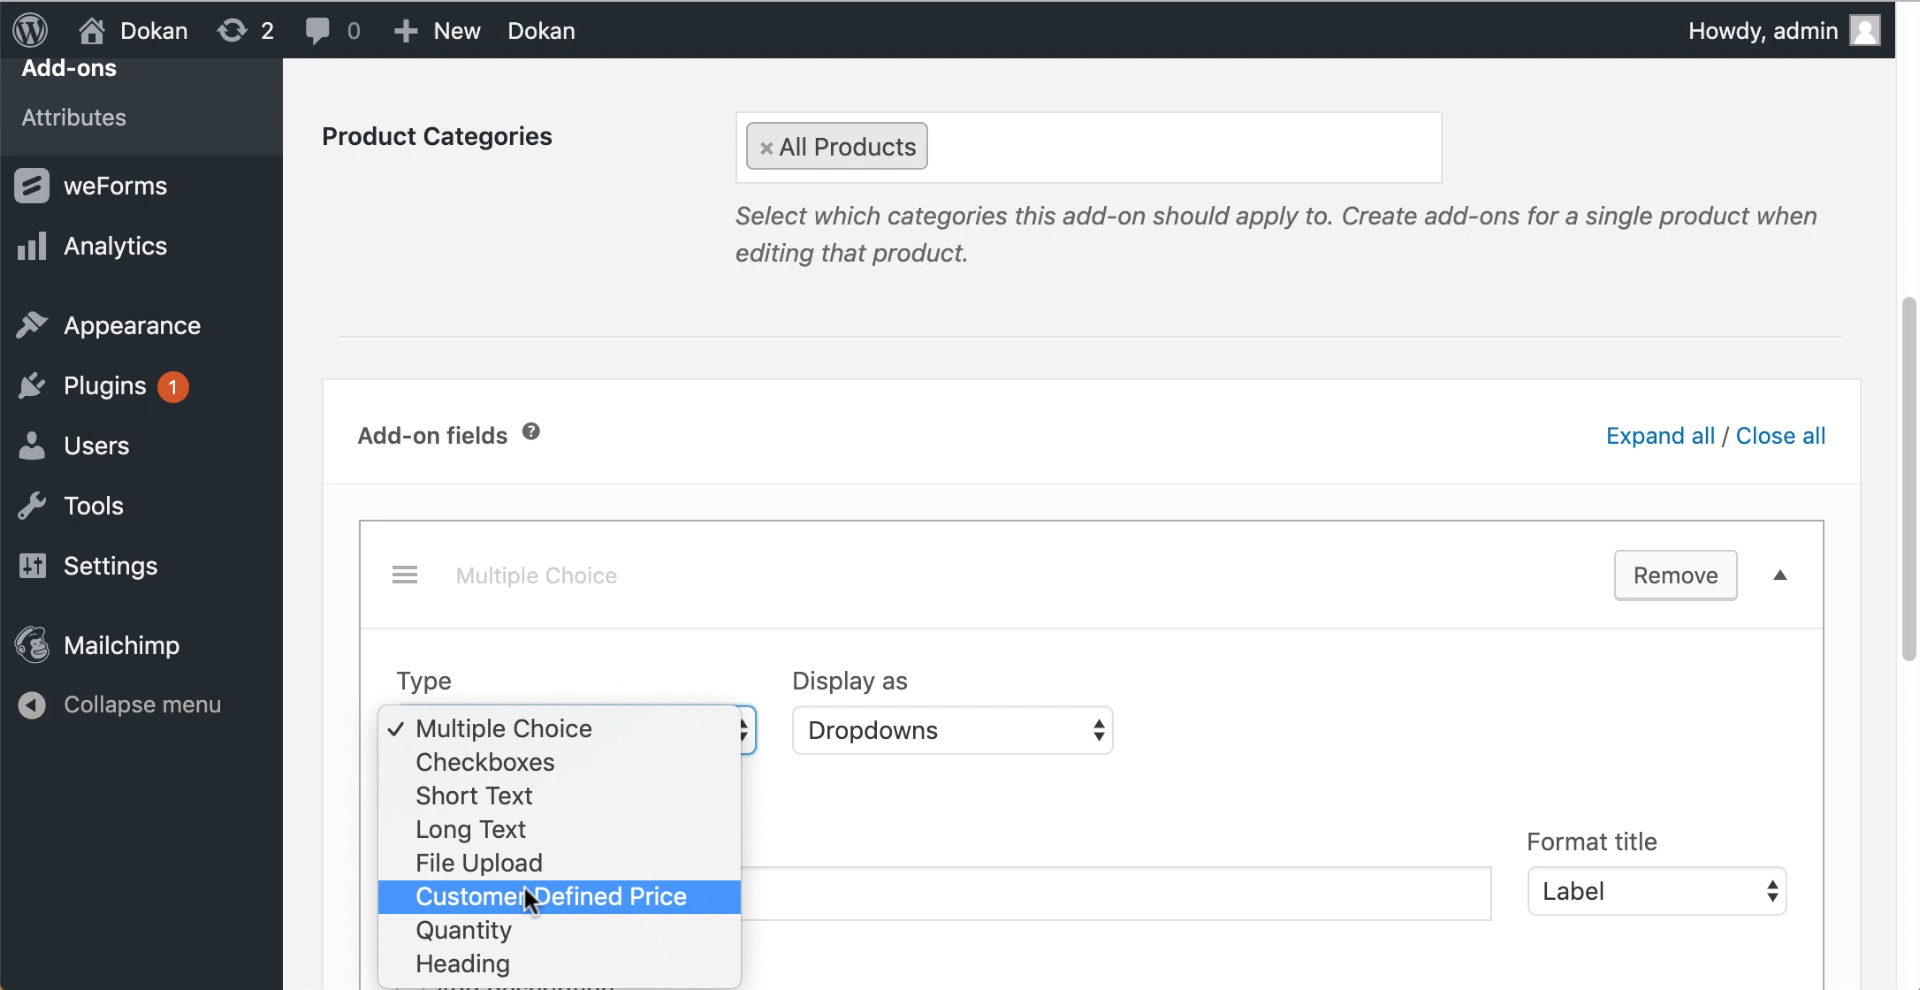 Dokan 2 0 New Dokan Howdy, admin
Add-ons
Attributes
weForms
Analytics
Appearance
Plugins 1
Users
Tools
Settings
Mailchimp
Collapse menu
Product Categories
× All Products
Select which categories this add-on should apply to. Create add-ons for a single product when
editing that product.
Add-on fields ?
Expand all / Close all
Multiple Choice
Remove
Type
Display as
✓ Multiple Choice
Dropdowns
Checkboxes
Short Text
Long Text
File Upload
Customer Defined Price
Quantity
Heading
Format title
Label